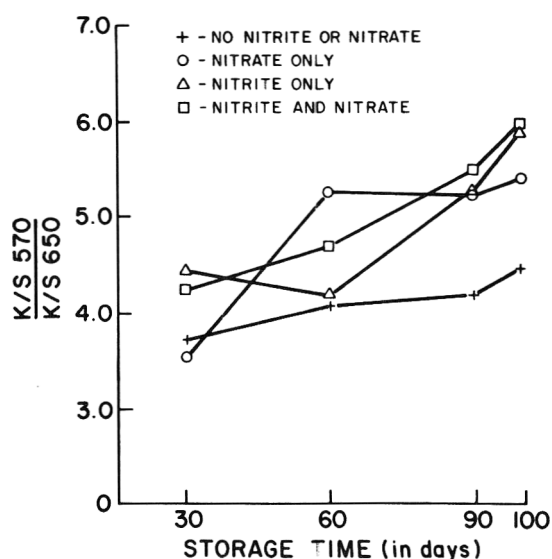 7.0
+ - NO NITRITE OR NITRATE
○ - NITRATE ONLY
△ - NITRITE ONLY
□ - NITRITE AND NITRATE
6.0
5.0
4.0
3.0
0
K/S 570
K/S 650
30 60 90 100
STORAGE TIME (in days)